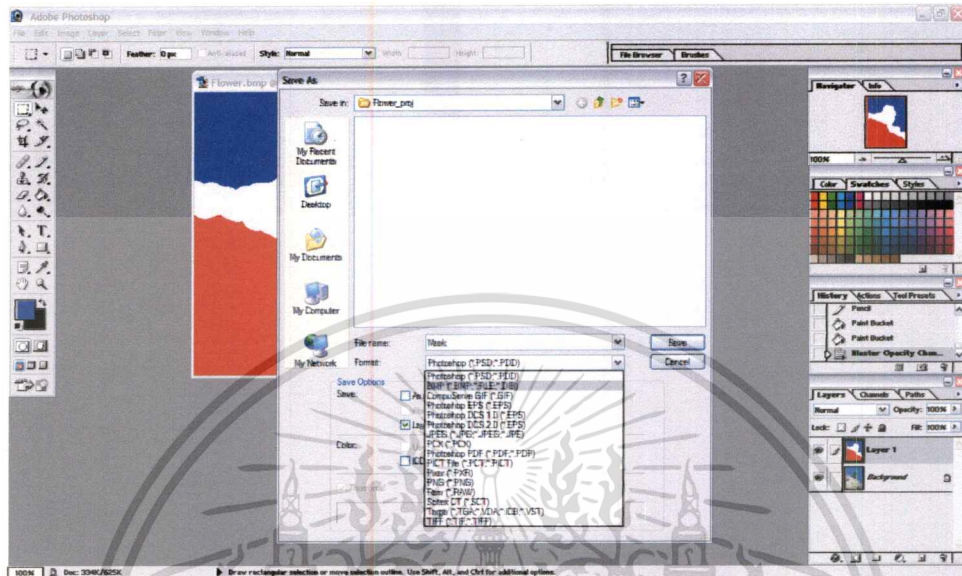 Adobe Photoshop
File Edit Image Layer Select Filter View Window Help
Feather: 0 px Anti-aliased Style: Normal Width: Height:
File Browser Brushes
Flower.bmp @
Save As
Save in: Flower_proj
My Recent Documents
Desktop
My Documents
My Computer
My Network
File name: Mask Save
Format: Photoshop (*.PSD;*.PDD) Cancel
Photoshop (*.PSD;*.PDD)
BMP (*.BMP;*.RLE;*.DIB)
CompuServe GIF (*.GIF)
Photoshop EPS (*.EPS)
Photoshop DCS 1.0 (*.EPS)
Photoshop DCS 2.0 (*.EPS)
JPEG (*.JPG;*.JPEG;*.JPE)
PCX (*.PCX)
Photoshop PDF (*.PDF;*.PDP)
PICT File (*.PCT;*.PICT)
Pixar (*.PXR)
PNG (*.PNG)
Raw (*.RAW)
Scitex CT (*.SCT)
Targa (*.TGA;*.VDA;*.ICB;*.VST)
TIFF (*.TIF;*.TIFF)
Save Options
Save:
Color:
Navigator Info
100%
Color Swatches Styles
History Actions Tool Presets
Pencil
Paint Bucket
Paint Bucket
Master Opacity Chan...
Layers Channels Paths
Normal Opacity: 100%
Lock: Fill: 100%
Layer 1
Background
100% Doc: 334K/625K Draw rectangular selection or move selection outline. Use Shift, Alt, and Ctrl for additional options.